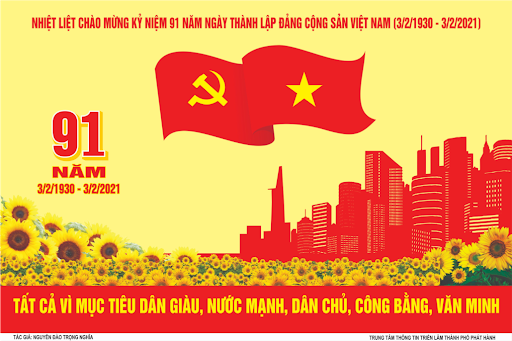 NHIỆT LIỆT CHÀO MỪNG KỶ NIỆM 91 NĂM NGÀY THÀNH LẬP ĐẢNG CỘNG SẢN VIỆT NAM (3/2/1930 - 3/2/2021)
91
NĂM
3/2/1930 - 3/2/2021
TẤT CẢ VÌ MỤC TIÊU DÂN GIÀU, NƯỚC MẠNH, DÂN CHỦ, CÔNG BẰNG, VĂN MINH
TÁC GIẢ: NGUYỄN ĐÀO TRỌNG NGHĨA
TRUNG TÂM THÔNG TIN TRIỂN LÃM THÀNH PHỐ PHÁT HÀNH